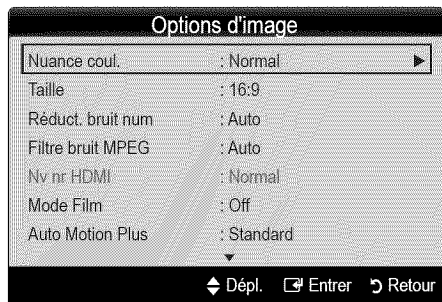 Options d'image
Nuance coul. : Normal
Taille : 16:9
Réduct. bruit num : Auto
Filtre bruit MPEG : Auto
Nv nr HDMI : Normal
Mode Film : Off
Auto Motion Plus : Standard
Dépl. Entrer Retour